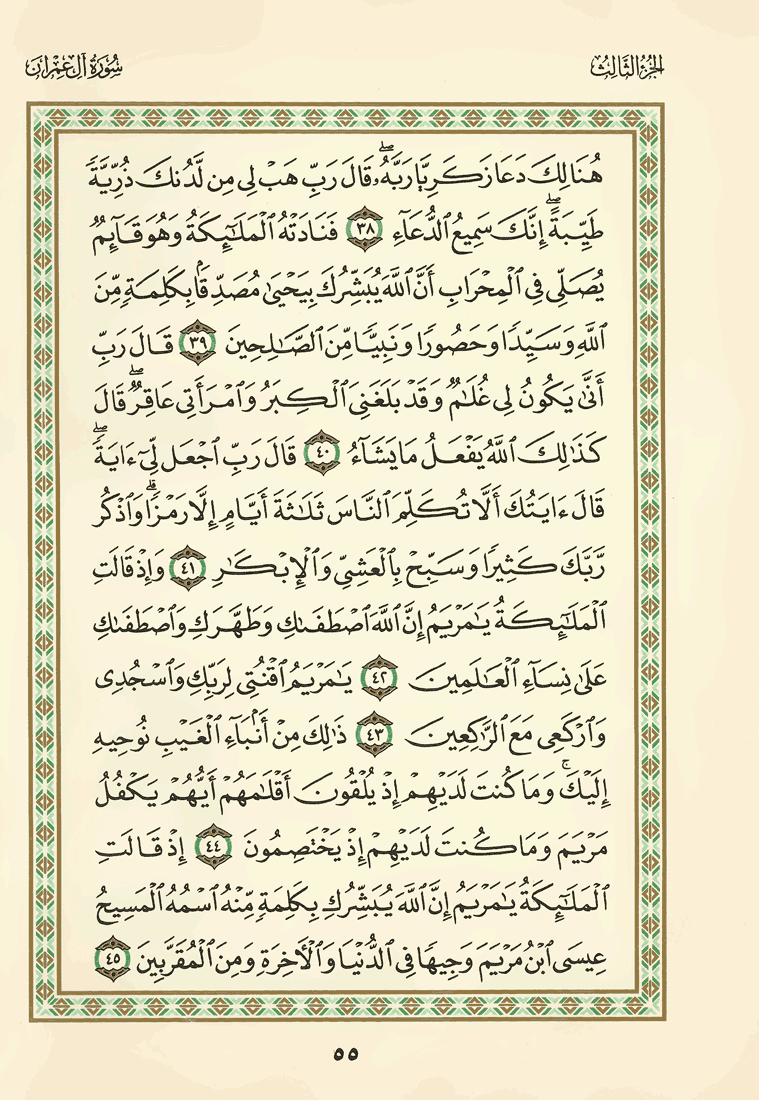 الجزء الثالث
سورة آل عمران
هُنَالِكَ دَعَا زَكَرِيَّا رَبَّهُۥۖ قَالَ رَبِّ هَبْ لِى مِن لَّدُنكَ ذُرِّيَّةً
طَيِّبَةًۖ إِنَّكَ سَمِيعُ ٱلدُّعَآءِ ٣٨ فَنَادَتْهُ ٱلْمَلَٰٓئِكَةُ وَهُوَ قَآئِمٌ
يُصَلِّى فِى ٱلْمِحْرَابِ أَنَّ ٱللَّهَ يُبَشِّرُكَ بِيَحْيَىٰ مُصَدِّقًۢا بِكَلِمَةٍ مِّنَ
ٱللَّهِ وَسَيِّدًا وَحَصُورًا وَنَبِيًّا مِّنَ ٱلصَّٰلِحِينَ ٣٩ قَالَ رَبِّ
أَنَّىٰ يَكُونُ لِى غُلَٰمٌ وَقَدْ بَلَغَنِىَ ٱلْكِبَرُ وَٱمْرَأَتِى عَاقِرٌۖ قَالَ
كَذَٰلِكَ ٱللَّهُ يَفْعَلُ مَا يَشَآءُ ٤٠ قَالَ رَبِّ ٱجْعَل لِّىٓ ءَايَةًۖ
قَالَ ءَايَتُكَ أَلَّا تُكَلِّمَ ٱلنَّاسَ ثَلَٰثَةَ أَيَّامٍ إِلَّا رَمْزًاۗ وَٱذْكُر
رَّبَّكَ كَثِيرًا وَسَبِّحْ بِٱلْعَشِىِّ وَٱلْإِبْكَٰرِ ٤١ وَإِذْ قَالَتِ
ٱلْمَلَٰٓئِكَةُ يَٰمَرْيَمُ إِنَّ ٱللَّهَ ٱصْطَفَىٰكِ وَطَهَّرَكِ وَٱصْطَفَىٰكِ
عَلَىٰ نِسَآءِ ٱلْعَٰلَمِينَ ٤٢ يَٰمَرْيَمُ ٱقْنُتِى لِرَبِّكِ وَٱسْجُدِى
وَٱرْكَعِى مَعَ ٱلرَّٰكِعِينَ ٤٣ ذَٰلِكَ مِنْ أَنۢبَآءِ ٱلْغَيْبِ نُوحِيهِ
إِلَيْكَۚ وَمَا كُنتَ لَدَيْهِمْ إِذْ يُلْقُونَ أَقْلَٰمَهُمْ أَيُّهُمْ يَكْفُلُ
مَرْيَمَ وَمَا كُنتَ لَدَيْهِمْ إِذْ يَخْتَصِمُونَ ٤٤ إِذْ قَالَتِ
ٱلْمَلَٰٓئِكَةُ يَٰمَرْيَمُ إِنَّ ٱللَّهَ يُبَشِّرُكِ بِكَلِمَةٍ مِّنْهُ ٱسْمُهُ ٱلْمَسِيحُ
عِيسَى ٱبْنُ مَرْيَمَ وَجِيهًا فِى ٱلدُّنْيَا وَٱلْءَاخِرَةِ وَمِنَ ٱلْمُقَرَّبِينَ ٤٥
٥٥